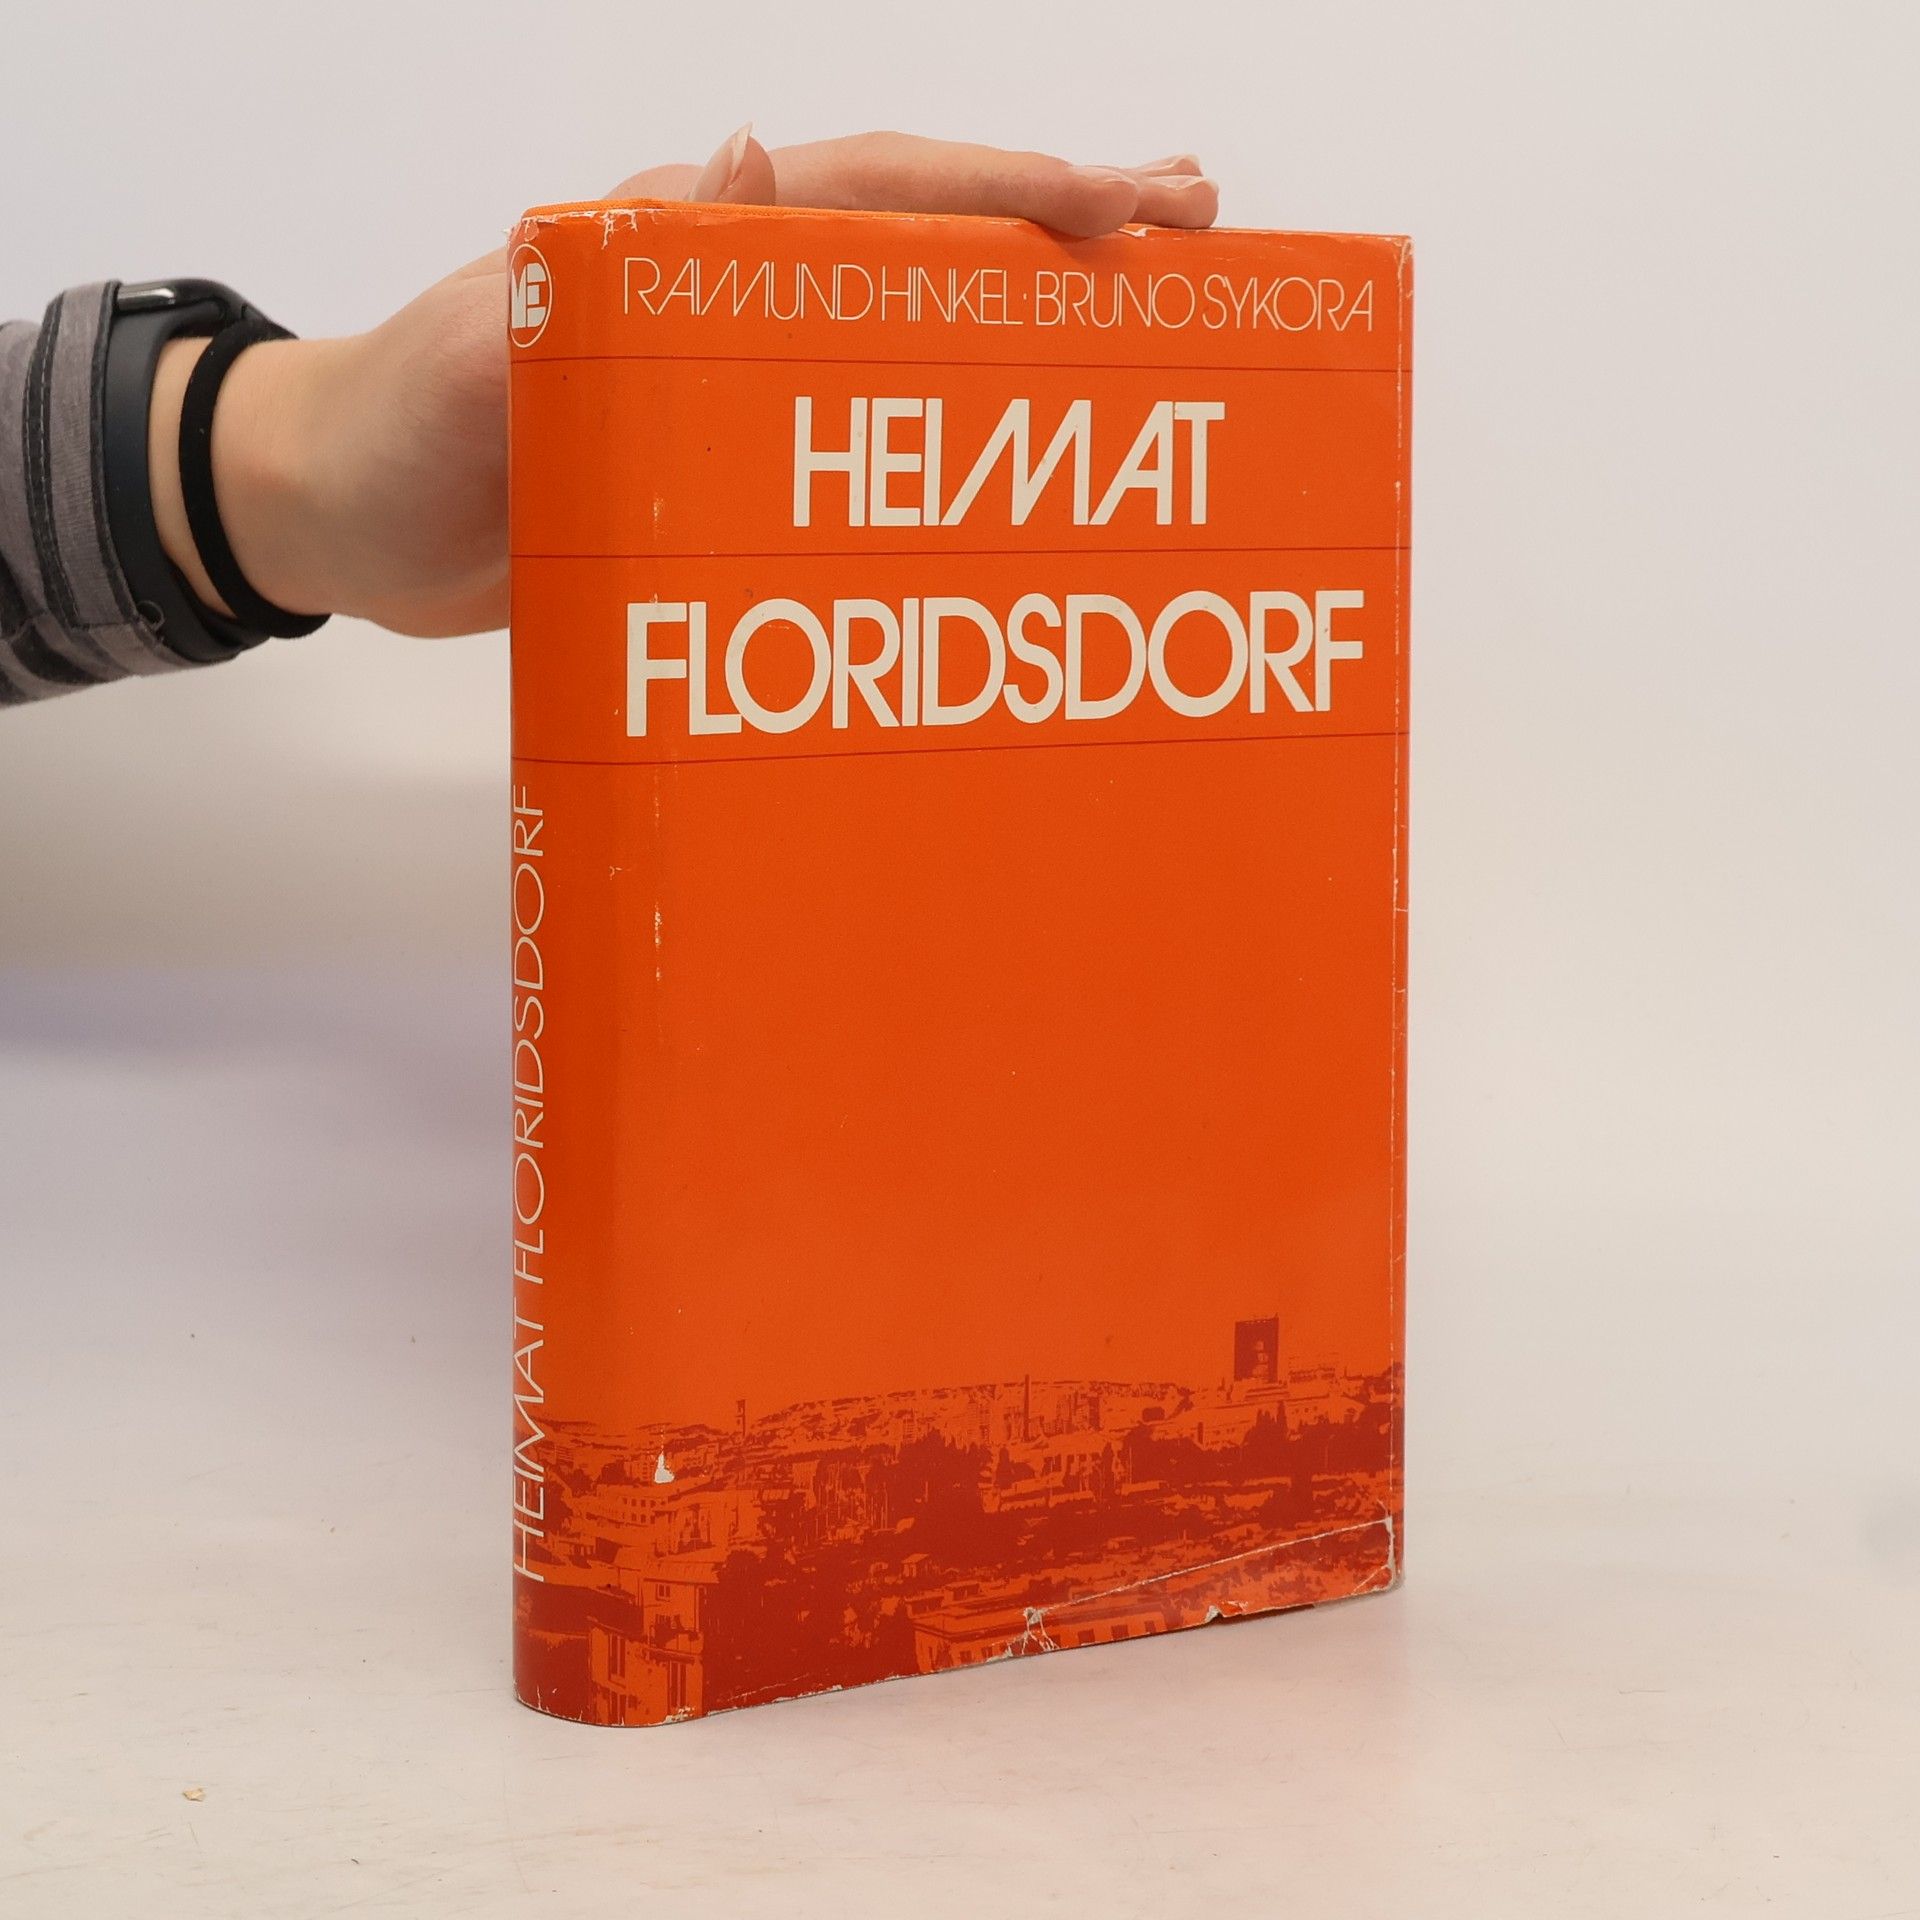 RAIMUND HINKEL · BRUNO SYKORA
HEIMAT
FLORIDSDORF
HEIMAT FLORIDSDORF